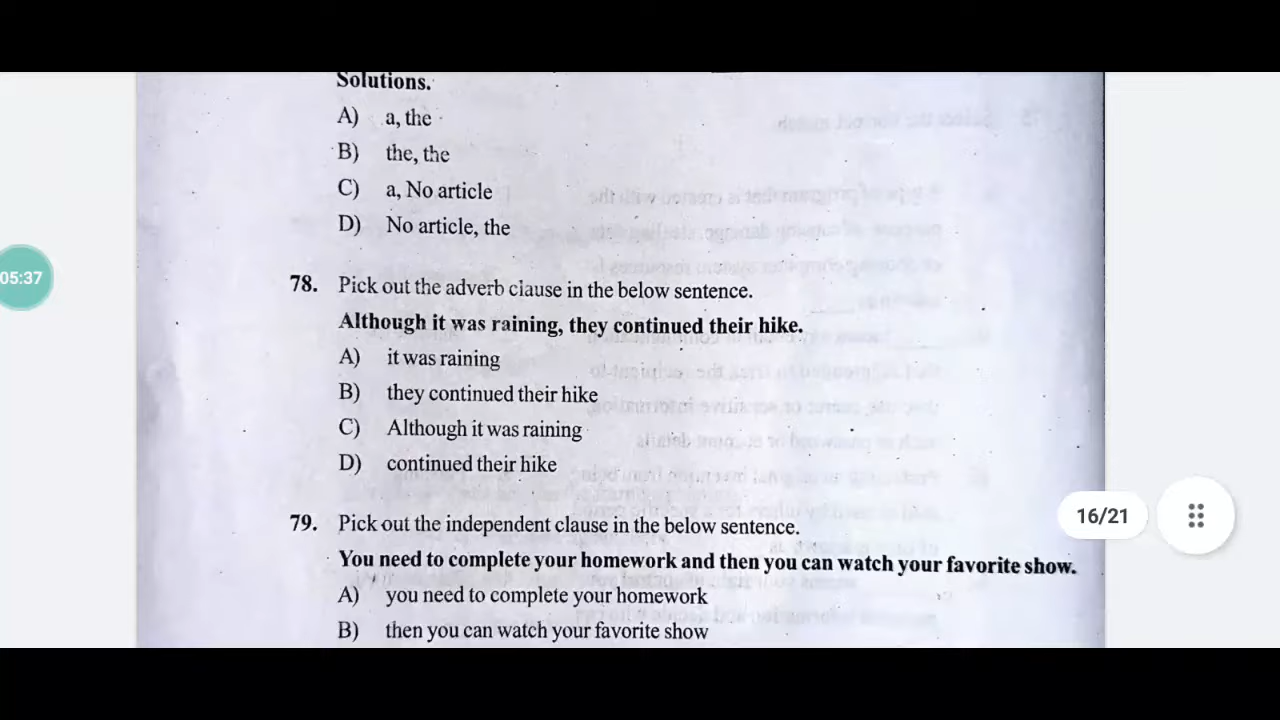 Solutions.
A) a, the
B) the, the
C) a, No article
D) No article, the
78. Pick out the adverb clause in the below sentence.
Although it was raining, they continued their hike.
A) it was raining
B) they continued their hike
C) Although it was raining
D) continued their hike
79. Pick out the independent clause in the below sentence.
You need to complete your homework and then you can watch your favorite show.
A) you need to complete your homework
B) then you can watch your favorite show
05:37
16/21